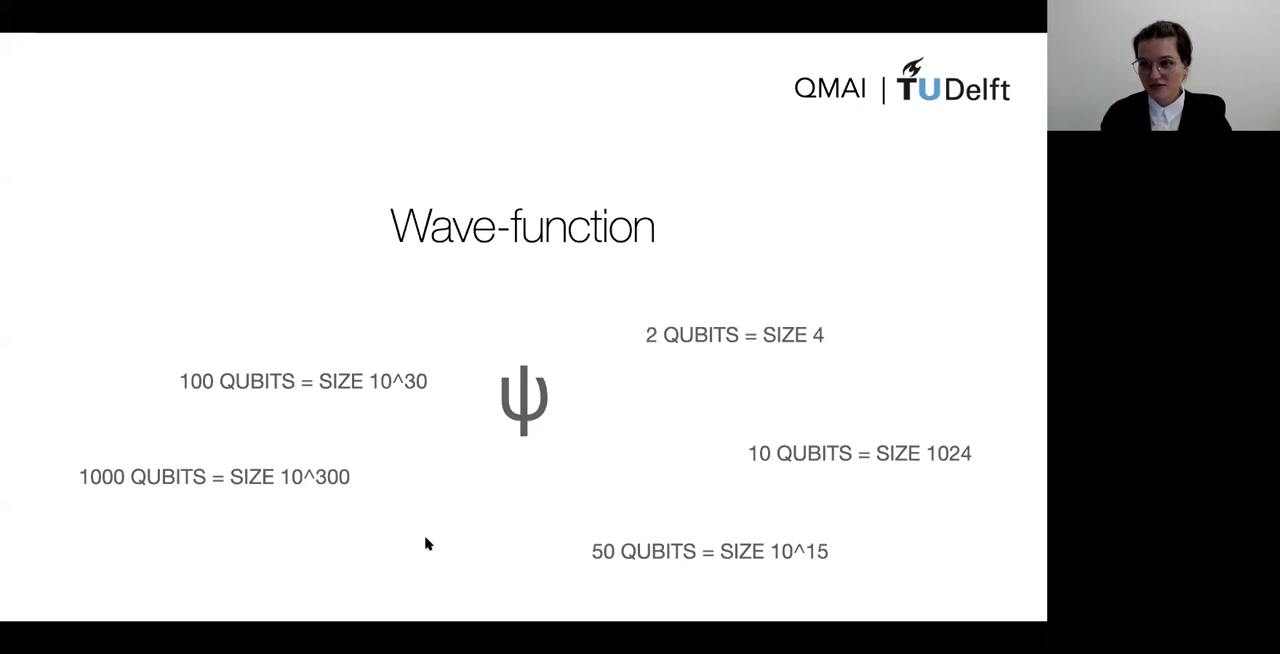 QMAI | TU Delft
Wave-function
2 QUBITS = SIZE 4
100 QUBITS = SIZE 10^30
ψ
10 QUBITS = SIZE 1024
1000 QUBITS = SIZE 10^300
50 QUBITS = SIZE 10^15